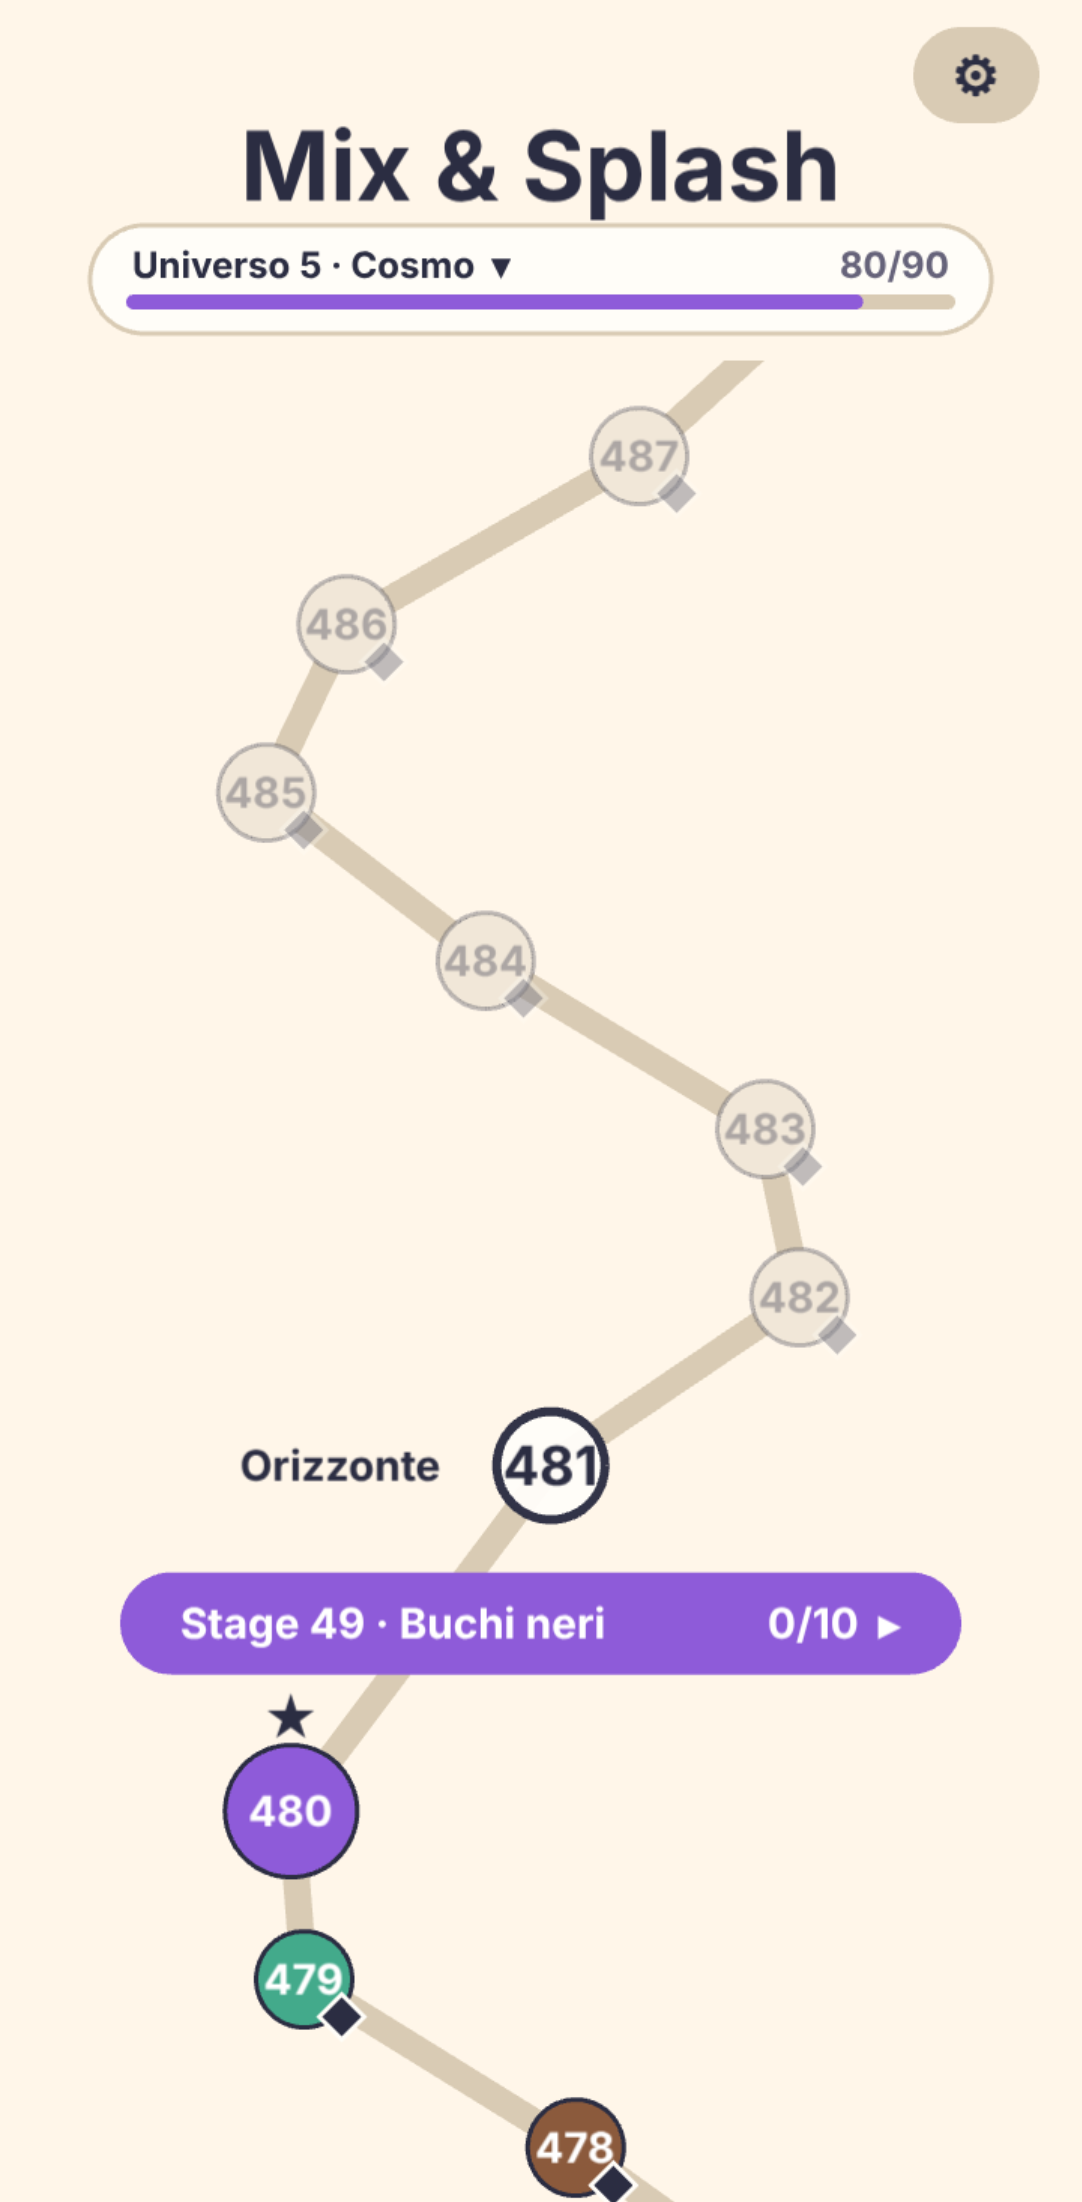 Mix & Splash
Universo 5 · Cosmo ▼ 80/90
487
486
485
484
483
482
Orizzonte 481
Stage 49 · Buchi neri 0/10 ►
480
479
478